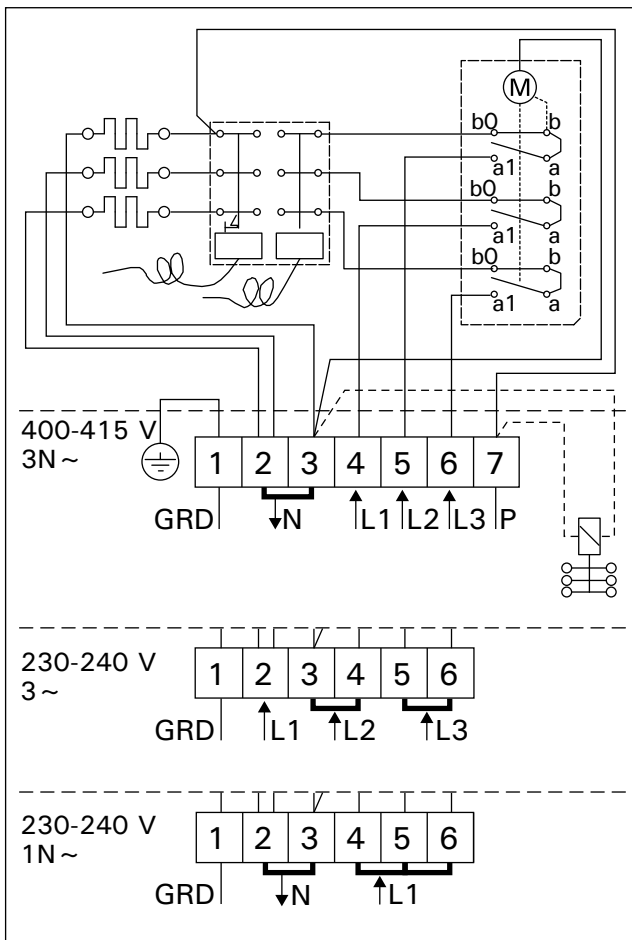 M
b0 b
a1 a
b0 b
a1 a
b0 b
a1 a
400-415 V
3N~
1 2 3 4 5 6 7
GRD N L1 L2 L3 P
230-240 V
3~
1 2 3 4 5 6
GRD L1 L2 L3
230-240 V
1N~
1 2 3 4 5 6
GRD N L1